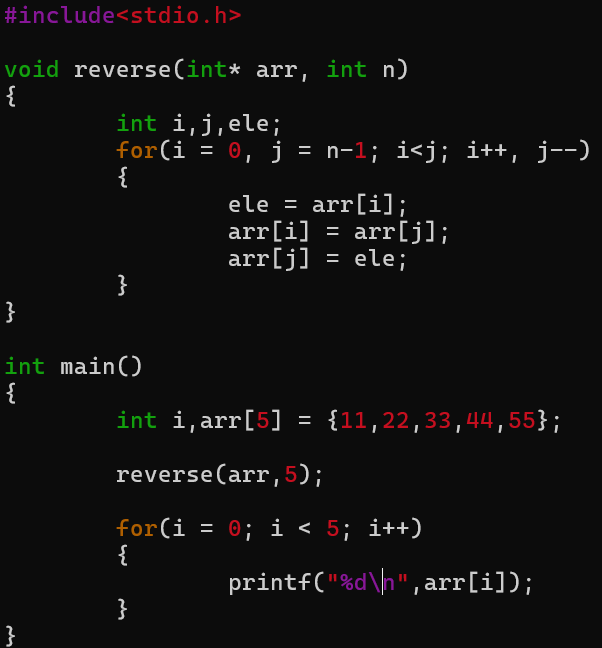 #include<stdio.h>
void reverse(int* arr, int n)
{
int i,j,ele;
for(i = 0, j = n-1; i<j; i++, j--)
{
ele = arr[i];
arr[i] = arr[j];
arr[j] = ele;
}
}
int main()
{
int i,arr[5] = {11,22,33,44,55};
reverse(arr,5);
for(i = 0; i < 5; i++)
{
printf("%d\n",arr[i]);
}
}